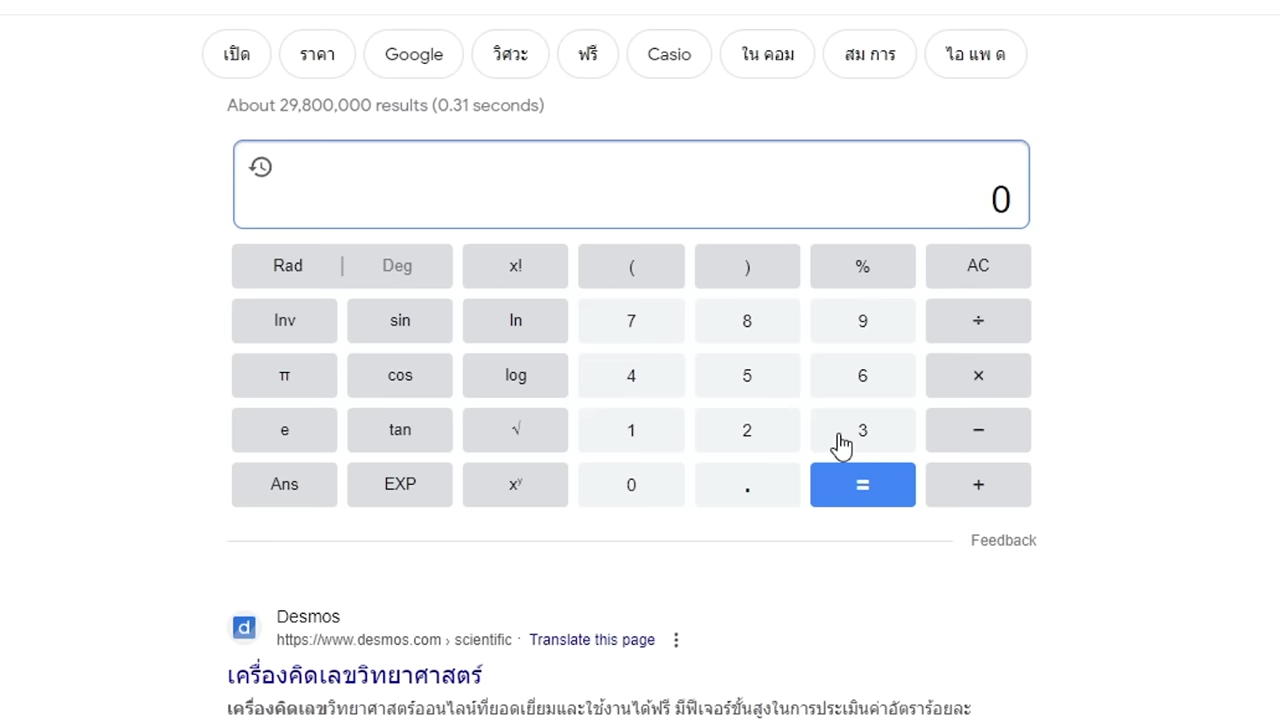 เปิด ราคา Google วิศวะ ฟรี Casio ใน คอม สม การ ไอ แพ ด
About 29,800,000 results (0.31 seconds)
0
Rad | Deg x! ( ) % AC
Inv sin ln 7 8 9 ÷
π cos log 4 5 6 ×
e tan √ 1 2 3 −
Ans EXP xʸ 0 . = +
Feedback
d Desmos
https://www.desmos.com › scientific · Translate this page
เครื่องคิดเลขวิทยาศาสตร์
เครื่องคิดเลขวิทยาศาสตร์ออนไลน์ที่ยอดเยี่ยมและใช้งานได้ฟรี มีฟีเจอร์ขั้นสูงในการประเมินค่าอัตราร้อยละ